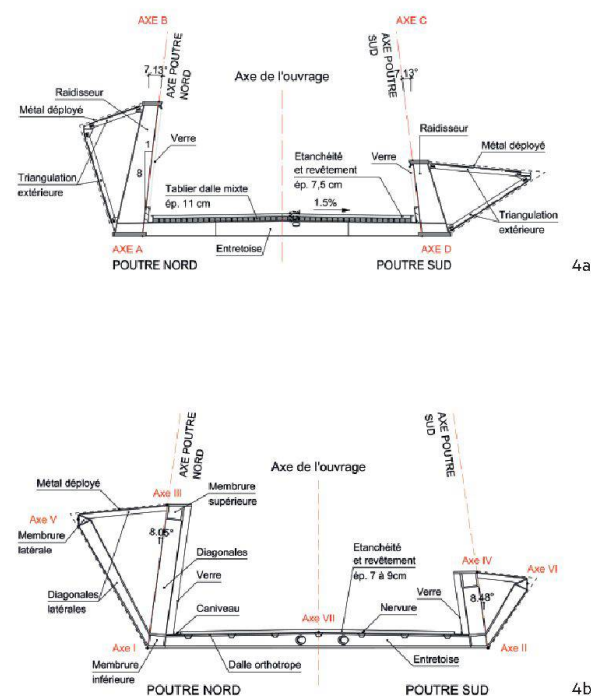 AXE B
AXE C
AXE POUTRE
NORD
AXE POUTRE
SUD
7.13°
7.13°
Axe de l'ouvrage
Raidisseur
Métal déployé
Verre
1
8
Triangulation
extérieure
Tablier dalle mixte
ép. 11 cm
Etanchéité
et revêtement
ép. 7,5 cm
1.5%
Verre
Raidisseur
Métal déployé
Triangulation
extérieure
AXE A
Entretoise
AXE D
POUTRE NORD
POUTRE SUD
4a
AXE POUTRE
NORD
AXE POUTRE
SUD
Axe de l'ouvrage
Métal déployé
Axe III
Membrure
supérieure
Axe V
Membrure
latérale
8.05°
Diagonales
Verre
Diagonales
latérales
Caniveau
Etanchéité
et revêtement
ép. 7 à 9cm
Axe VII
Nervure
Axe IV
Axe VI
Verre
8.48°
Axe I
Axe II
Membrure
inférieure
Dalle orthotrope
Entretoise
POUTRE NORD
POUTRE SUD
4b